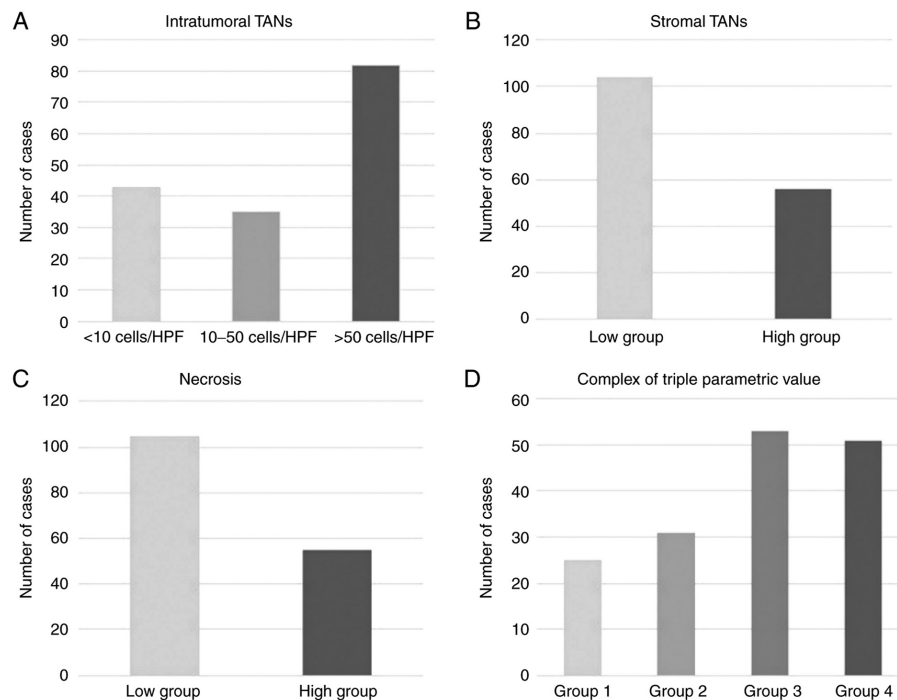 A
Intratumoral TANs
Number of cases
90
80
70
60
50
40
30
20
10
0
<10 cells/HPF
10–50 cells/HPF
>50 cells/HPF
B
Stromal TANs
Number of cases
120
100
80
60
40
20
0
Low group
High group
C
Necrosis
Number of cases
120
100
80
60
40
20
0
Low group
High group
D
Complex of triple parametric value
Number of cases
60
50
40
30
20
10
0
Group 1
Group 2
Group 3
Group 4